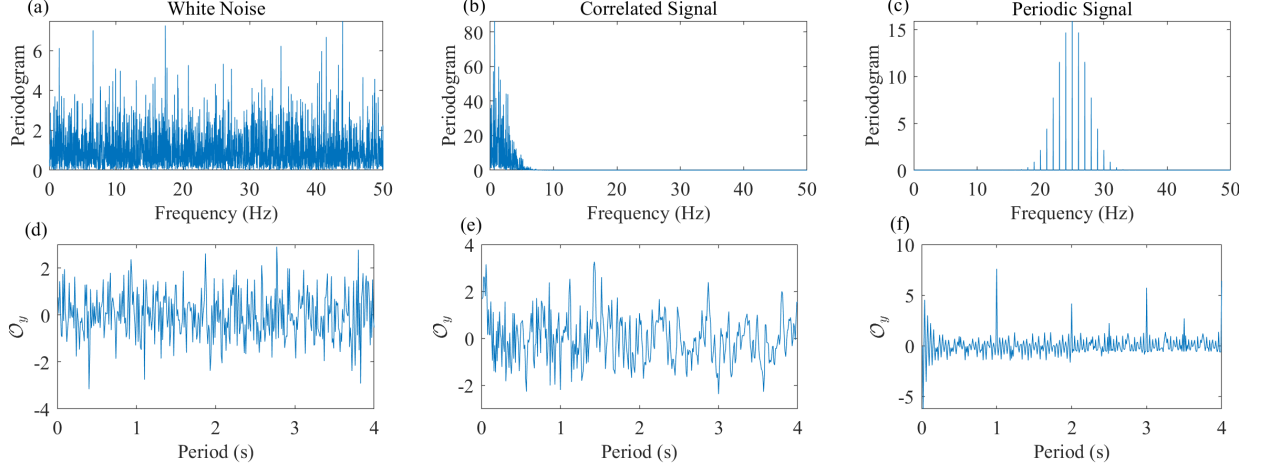 (a) White Noise
Periodogram
6
4
2
0
0 10 20 30 40 50
Frequency (Hz)
(b) Correlated Signal
Periodogram
80
60
40
20
0
0 10 20 30 40 50
Frequency (Hz)
(c) Periodic Signal
Periodogram
15
10
5
0
0 10 20 30 40 50
Frequency (Hz)
(d)
𝒪y
2
0
-2
-4
0 1 2 3 4
Period (s)
(e)
𝒪y
4
2
0
-2
0 1 2 3 4
Period (s)
(f)
𝒪y
10
5
0
-5
0 1 2 3 4
Period (s)